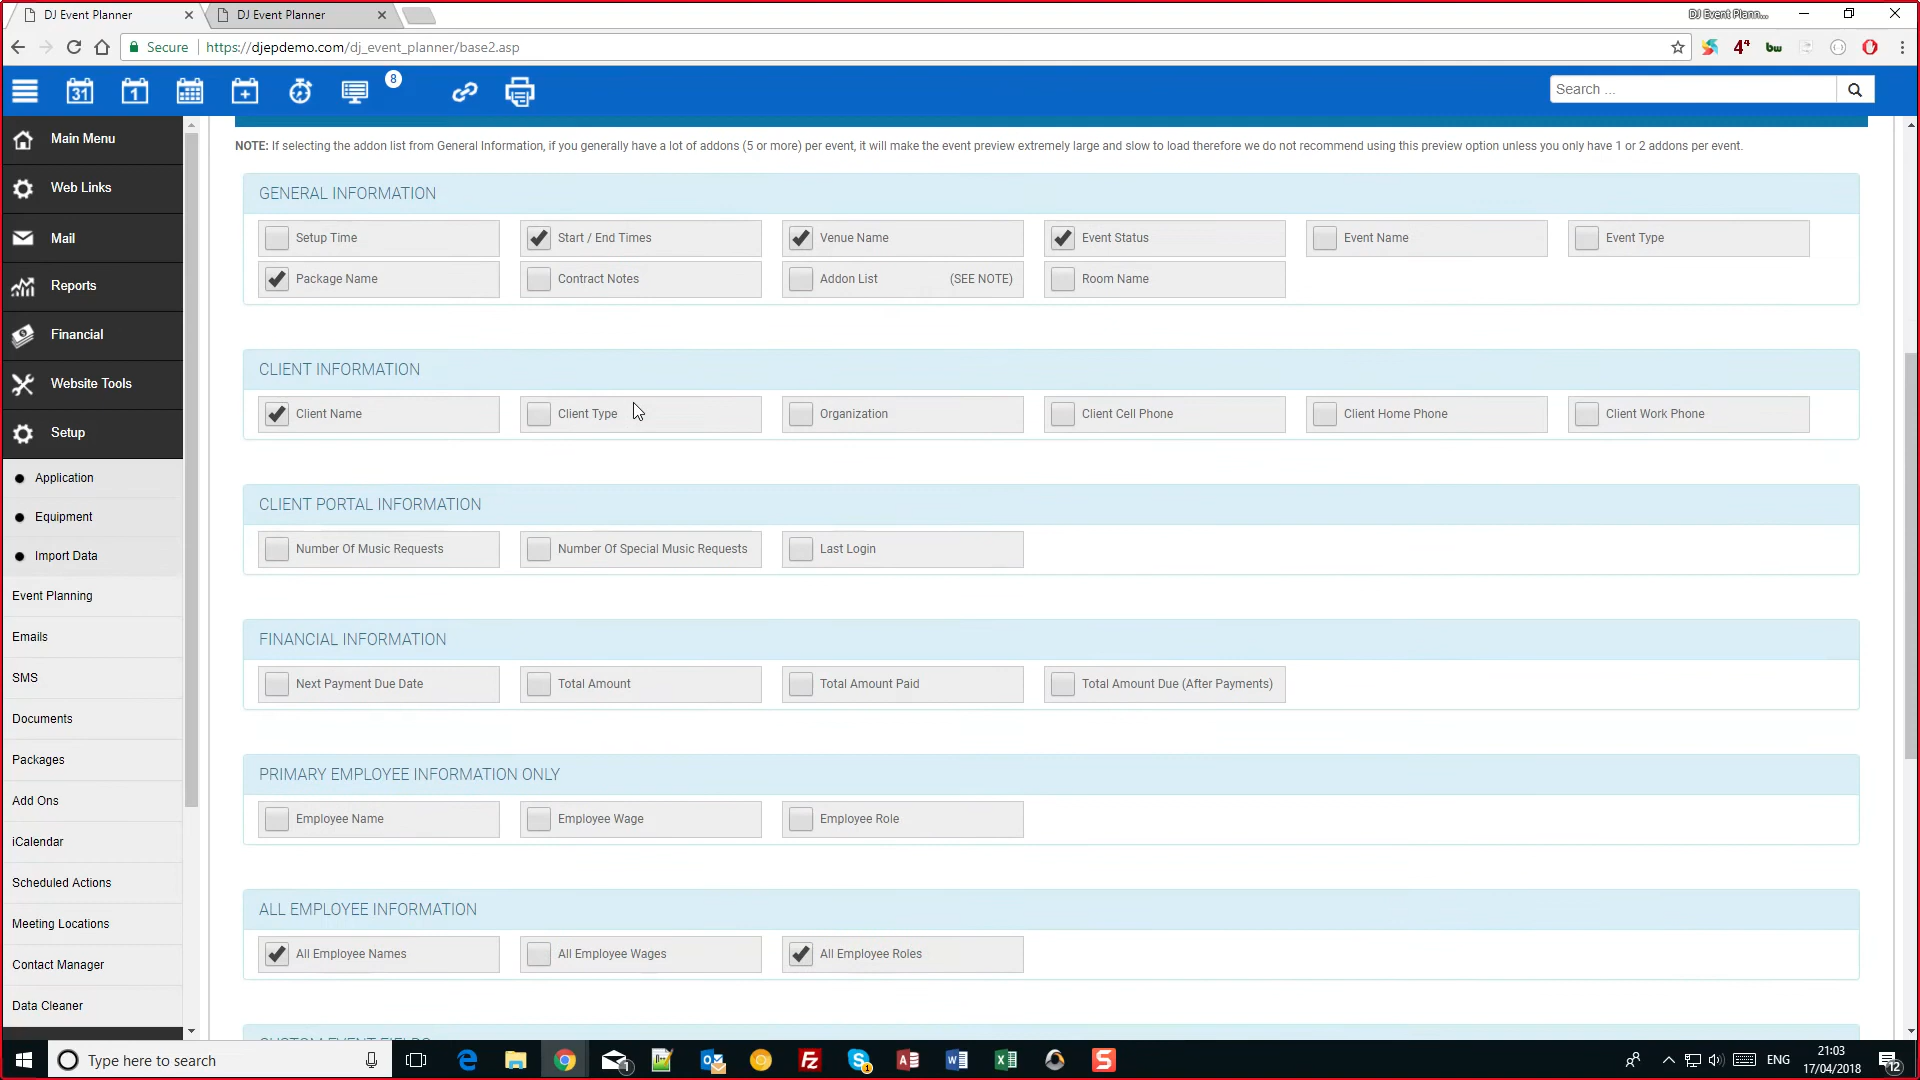 DJ Event Planner
DJ Event Planner
DJ Event Plann...
Secure
https://djepdemo.com/dj_event_planner/base2.asp
31
1
8
Search ...
Main Menu
Web Links
Mail
Reports
Financial
Website Tools
Setup
Application
Equipment
Import Data
Event Planning
Emails
SMS
Documents
Packages
Add Ons
iCalendar
Scheduled Actions
Meeting Locations
Contact Manager
Data Cleaner
NOTE: If selecting the addon list from General Information, if you generally have a lot of addons (5 or more) per event, it will make the event preview extremely large and slow to load therefore we do not recommend using this preview option unless you only have 1 or 2 addons per event.
GENERAL INFORMATION
Setup Time
Start / End Times
Venue Name
Event Status
Event Name
Event Type
Package Name
Contract Notes
Addon List (SEE NOTE)
Room Name
CLIENT INFORMATION
Client Name
Client Type
Organization
Client Cell Phone
Client Home Phone
Client Work Phone
CLIENT PORTAL INFORMATION
Number Of Music Requests
Number Of Special Music Requests
Last Login
FINANCIAL INFORMATION
Next Payment Due Date
Total Amount
Total Amount Paid
Total Amount Due (After Payments)
PRIMARY EMPLOYEE INFORMATION ONLY
Employee Name
Employee Wage
Employee Role
ALL EMPLOYEE INFORMATION
All Employee Names
All Employee Wages
All Employee Roles
CUSTOM EVENT FIELDS
Type here to search
ENG
21:03
17/04/2018
12